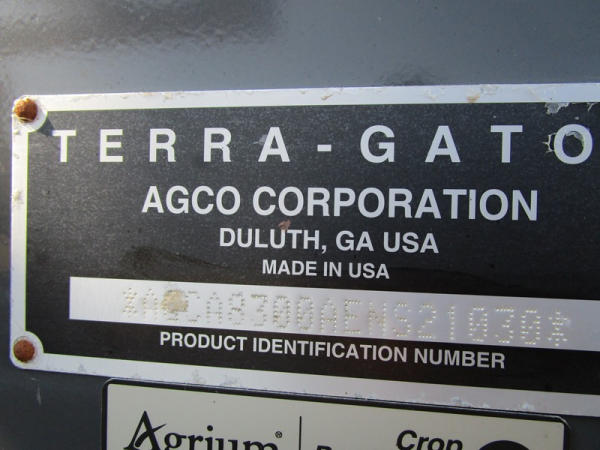 TERRA-GATO
AGCO CORPORATION
DULUTH, GA USA
MADE IN USA
PRODUCT IDENTIFICATION NUMBER
Agrium®
Crop